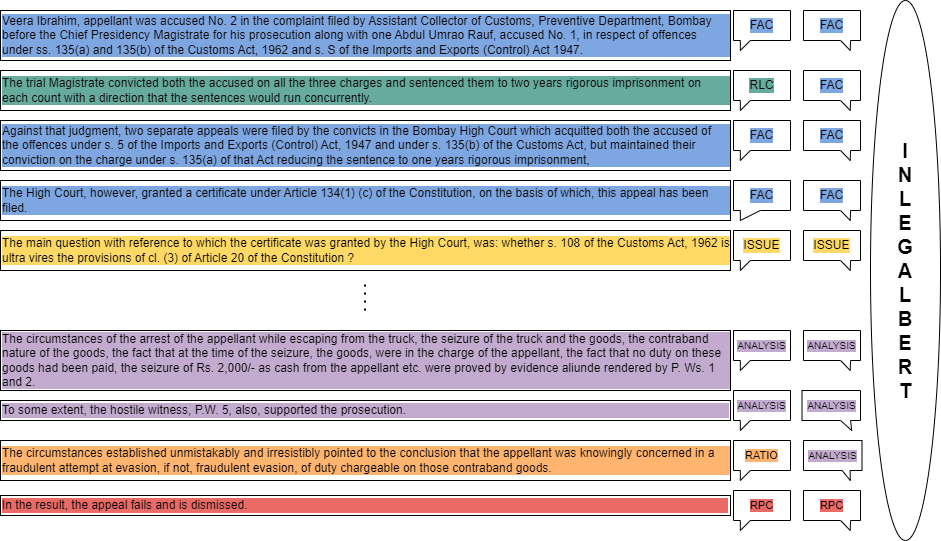 Veera Ibrahim, appellant was accused No. 2 in the complaint filed by Assistant Collector of Customs, Preventive Department, Bombay
before the Chief Presidency Magistrate for his prosecution along with one Abdul Umrao Rauf, accused No. 1, in respect of offences
under ss. 135(a) and 135(b) of the Customs Act, 1962 and s. S of the Imports and Exports (Control) Act 1947.
FAC FAC
The trial Magistrate convicted both the accused on all the three charges and sentenced them to two years rigorous imprisonment on
each count with a direction that the sentences would run concurrently.
RLC FAC
Against that judgment, two separate appeals were filed by the convicts in the Bombay High Court which acquitted both the accused of
the offences under s. 5 of the Imports and Exports (Control) Act, 1947 and under s. 135(b) of the Customs Act, but maintained their
conviction on the charge under s. 135(a) of that Act reducing the sentence to one years rigorous imprisonment,
FAC FAC
The High Court, however, granted a certificate under Article 134(1) (c) of the Constitution, on the basis of which, this appeal has been
filed.
FAC FAC
The main question with reference to which the certificate was granted by the High Court, was: whether s. 108 of the Customs Act, 1962 is
ultra vires the provisions of cl. (3) of Article 20 of the Constitution ?
ISSUE ISSUE
The circumstances of the arrest of the appellant while escaping from the truck, the seizure of the truck and the goods, the contraband
nature of the goods, the fact that at the time of the seizure, the goods, were in the charge of the appellant, the fact that no duty on these
goods had been paid, the seizure of Rs. 2,000/- as cash from the appellant etc. were proved by evidence aliunde rendered by P. Ws. 1
and 2.
ANALYSIS ANALYSIS
To some extent, the hostile witness, P.W. 5, also, supported the prosecution.
ANALYSIS ANALYSIS
The circumstances established unmistakably and irresistibly pointed to the conclusion that the appellant was knowingly concerned in a
fraudulent attempt at evasion, if not, fraudulent evasion, of duty chargeable on those contraband goods.
RATIO ANALYSIS
In the result, the appeal fails and is dismissed.
RPC RPC
INLEGALBERT